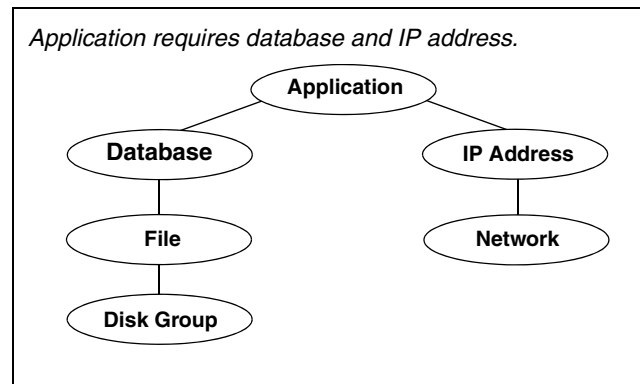 Application requires database and IP address.
Application
Database
IP Address
File
Network
Disk Group